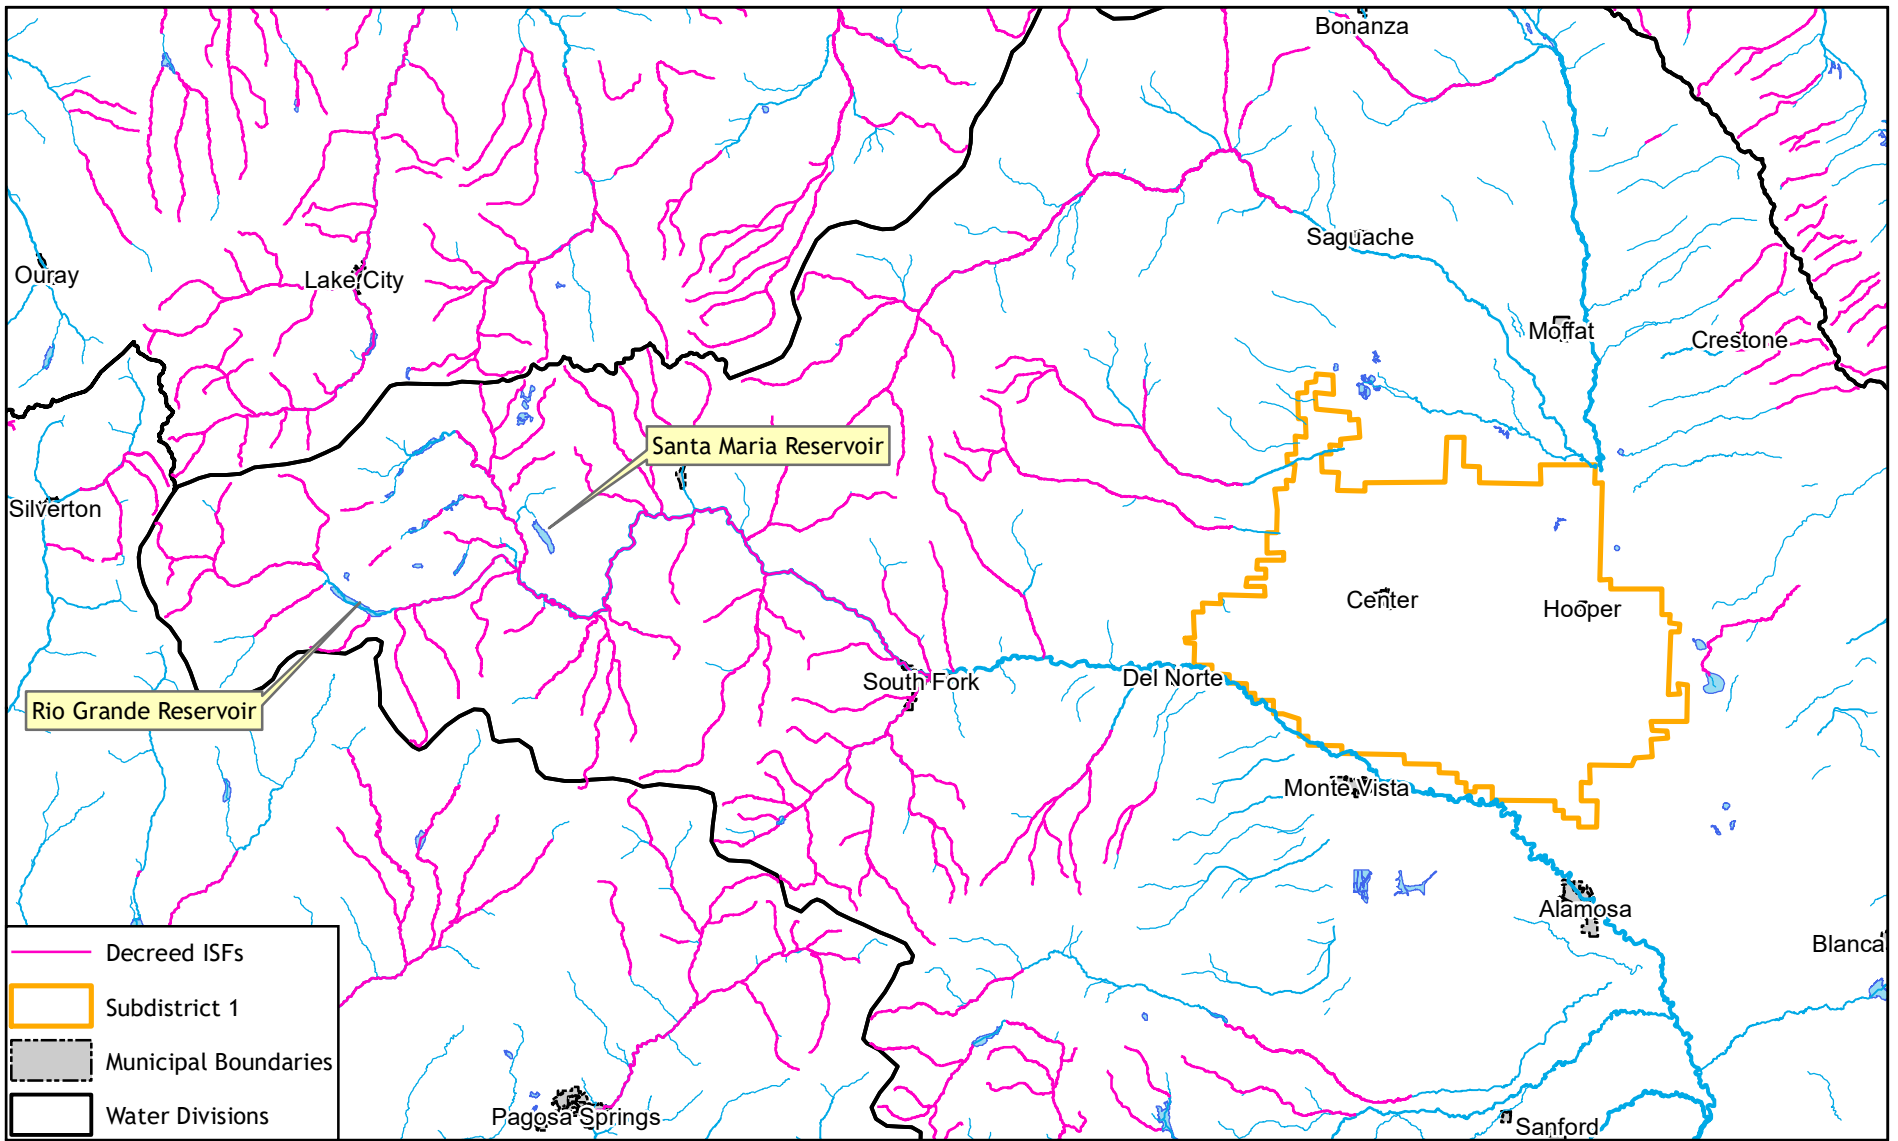 Bonanza
Saguache
Ouray
Lake City
Moffat
Crestone
Santa Maria Reservoir
Silverton
Center
Hooper
South Fork
Del Norte
Rio Grande Reservoir
Monte Vista
Alamosa
Blanca
Decreed ISFs
Subdistrict 1
Municipal Boundaries
Water Divisions
Pagosa Springs
Sanford